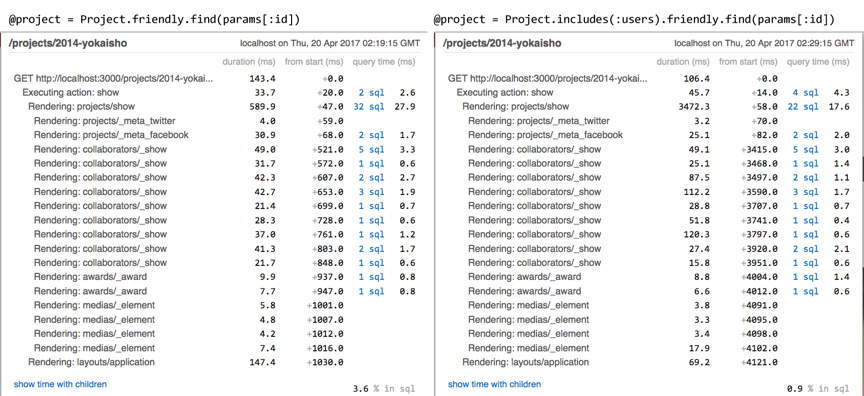 @project = Project.friendly.find(params[:id])
/projects/2014-yokaisho localhost on Thu, 20 Apr 2017 02:19:15 GMT
duration (ms) from start (ms) query time (ms)
GET http://localhost:3000/projects/2014-yokai... 143.4 +0.0
Executing action: show 33.7 +20.0 2 sql 2.6
Rendering: projects/show 589.9 +47.0 32 sql 27.9
Rendering: projects/_meta_twitter 4.0 +59.0
Rendering: projects/_meta_facebook 30.9 +68.0 2 sql 1.7
Rendering: collaborators/_show 49.0 +521.0 5 sql 3.3
Rendering: collaborators/_show 31.7 +572.0 1 sql 0.6
Rendering: collaborators/_show 42.3 +607.0 2 sql 2.7
Rendering: collaborators/_show 42.7 +653.0 3 sql 1.9
Rendering: collaborators/_show 21.4 +699.0 1 sql 0.7
Rendering: collaborators/_show 28.3 +728.0 1 sql 0.6
Rendering: collaborators/_show 37.0 +761.0 1 sql 1.2
Rendering: collaborators/_show 41.3 +803.0 2 sql 1.7
Rendering: collaborators/_show 21.7 +848.0 1 sql 0.6
Rendering: awards/_award 9.9 +937.0 1 sql 0.8
Rendering: awards/_award 7.7 +947.0 1 sql 0.8
Rendering: medias/_element 5.8 +1001.0
Rendering: medias/_element 4.8 +1007.0
Rendering: medias/_element 4.2 +1012.0
Rendering: medias/_element 7.4 +1016.0
Rendering: layouts/application 147.4 +1030.0
show time with children 3.6 % in sql
@project = Project.includes(:users).friendly.find(params[:id])
/projects/2014-yokaisho localhost on Thu, 20 Apr 2017 02:29:15 GMT
duration (ms) from start (ms) query time (ms)
GET http://localhost:3000/projects/2014-yokai... 106.4 +0.0
Executing action: show 45.7 +14.0 4 sql 4.3
Rendering: projects/show 3472.3 +58.0 22 sql 17.6
Rendering: projects/_meta_twitter 3.2 +70.0
Rendering: projects/_meta_facebook 25.1 +82.0 2 sql 2.0
Rendering: collaborators/_show 49.1 +3415.0 5 sql 3.0
Rendering: collaborators/_show 25.1 +3468.0 1 sql 1.4
Rendering: collaborators/_show 87.5 +3497.0 2 sql 1.1
Rendering: collaborators/_show 112.2 +3590.0 3 sql 1.7
Rendering: collaborators/_show 28.8 +3707.0 1 sql 0.7
Rendering: collaborators/_show 51.8 +3741.0 1 sql 0.4
Rendering: collaborators/_show 120.3 +3797.0 1 sql 0.6
Rendering: collaborators/_show 27.4 +3920.0 2 sql 2.1
Rendering: collaborators/_show 15.8 +3951.0 1 sql 0.6
Rendering: awards/_award 8.8 +4004.0 1 sql 1.4
Rendering: awards/_award 6.6 +4012.0 1 sql 0.6
Rendering: medias/_element 3.8 +4091.0
Rendering: medias/_element 3.3 +4095.0
Rendering: medias/_element 3.4 +4098.0
Rendering: medias/_element 17.9 +4102.0
Rendering: layouts/application 69.2 +4121.0
show time with children 0.9 % in sql